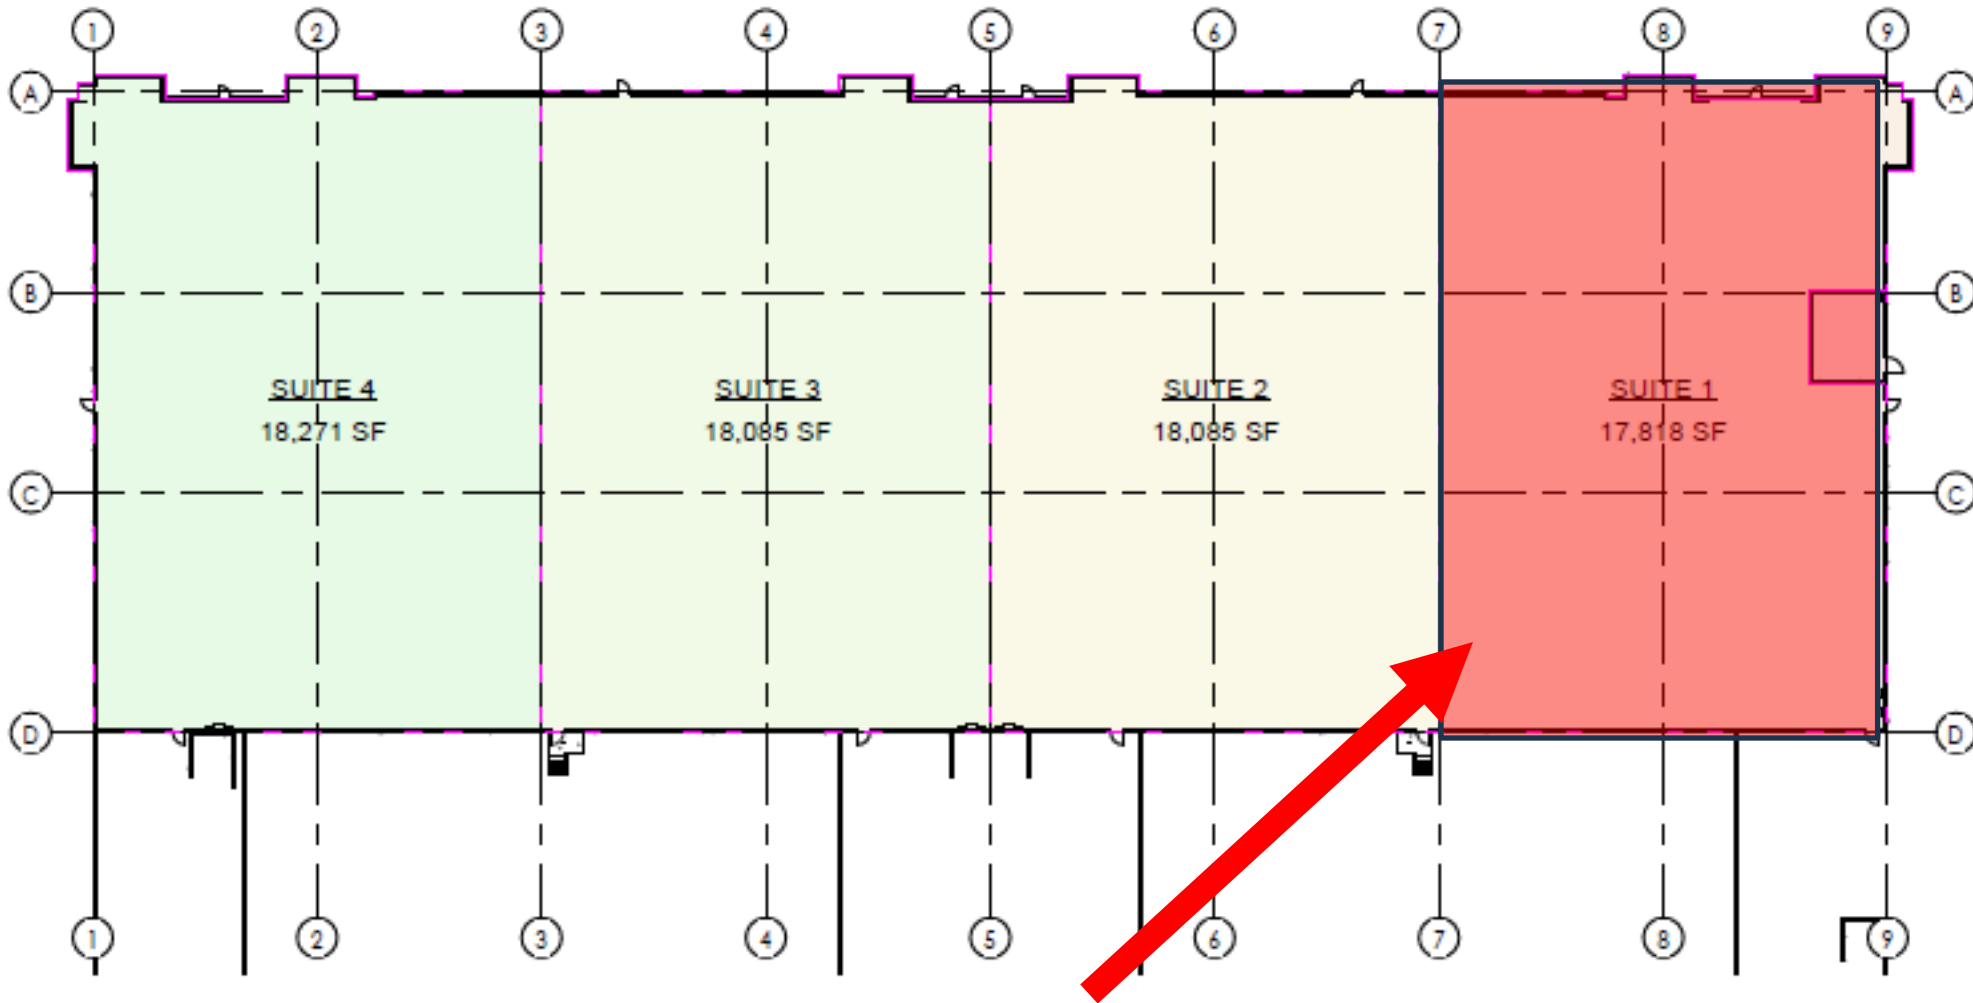 1 2 3 4 5 6 7 8 9
A A
B B
SUITE 4 SUITE 3 SUITE 2 SUITE 1
18,271 SF 18,085 SF 18,085 SF 17,818 SF
C C
D D
1 2 3 4 5 6 7 8 9